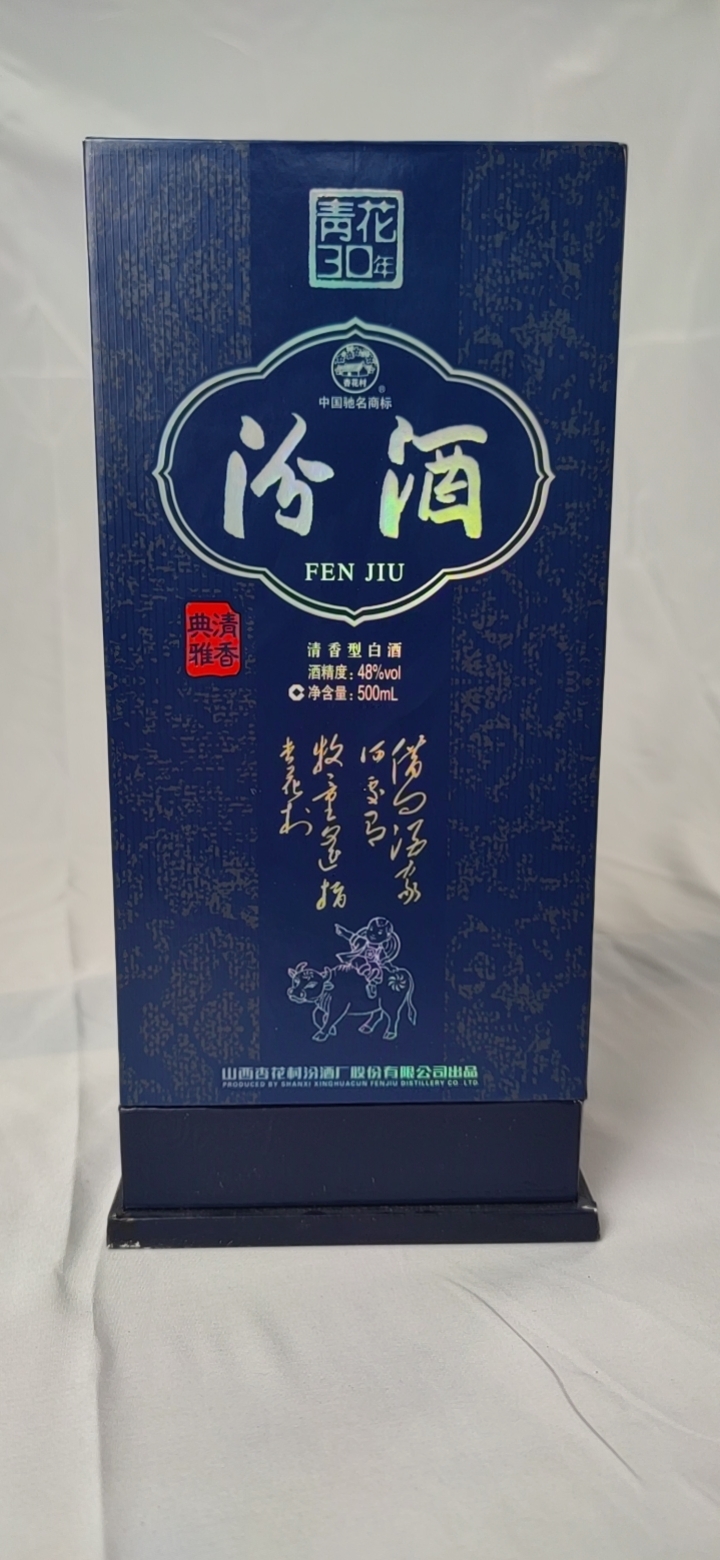 青花
30年
杏花村
®
中国驰名商标
汾酒
FEN JIU
清香
典雅
清香型白酒
酒精度：48%vol
C净含量：500mL
借问酒家
何处有
牧童遥指
杏花村
山西杏花村汾酒厂股份有限公司出品
PRODUCED BY SHANXI XINGHUACUN FENJIU DISTILLERY CO. LTD.